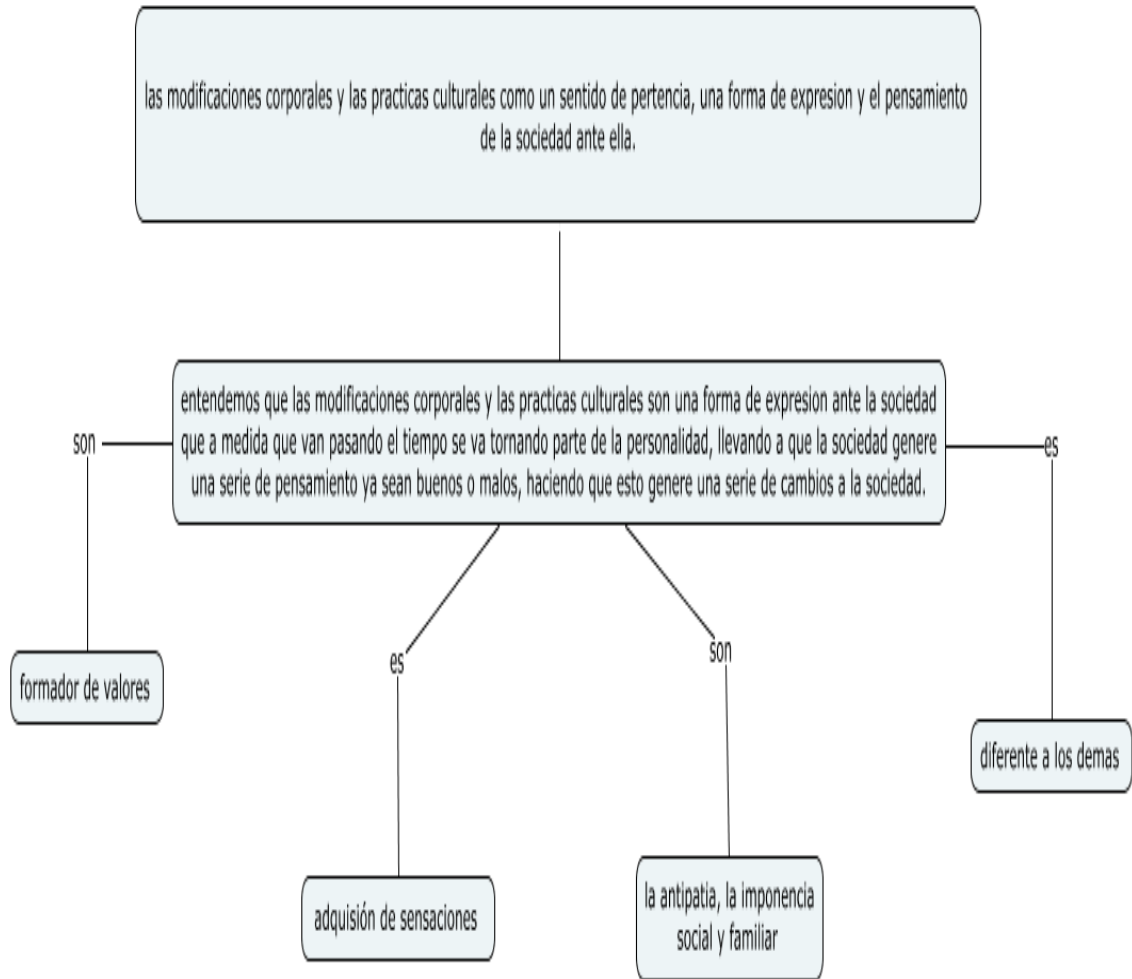 las modificaciones corporales y las practicas culturales como un sentido de pertencia, una forma de expresion y el pensamiento
de la sociedad ante ella.
entendemos que las modificaciones corporales y las practicas culturales son una forma de expresion ante la sociedad
que a medida que van pasando el tiempo se va tornando parte de la personalidad, llevando a que la sociedad genere
una serie de pensamiento ya sean buenos o malos, haciendo que esto genere una serie de cambios a la sociedad.
son
es
es
son
formador de valores
diferente a los demas
adquisión de sensaciones
la antipatia, la imponencia
social y familiar